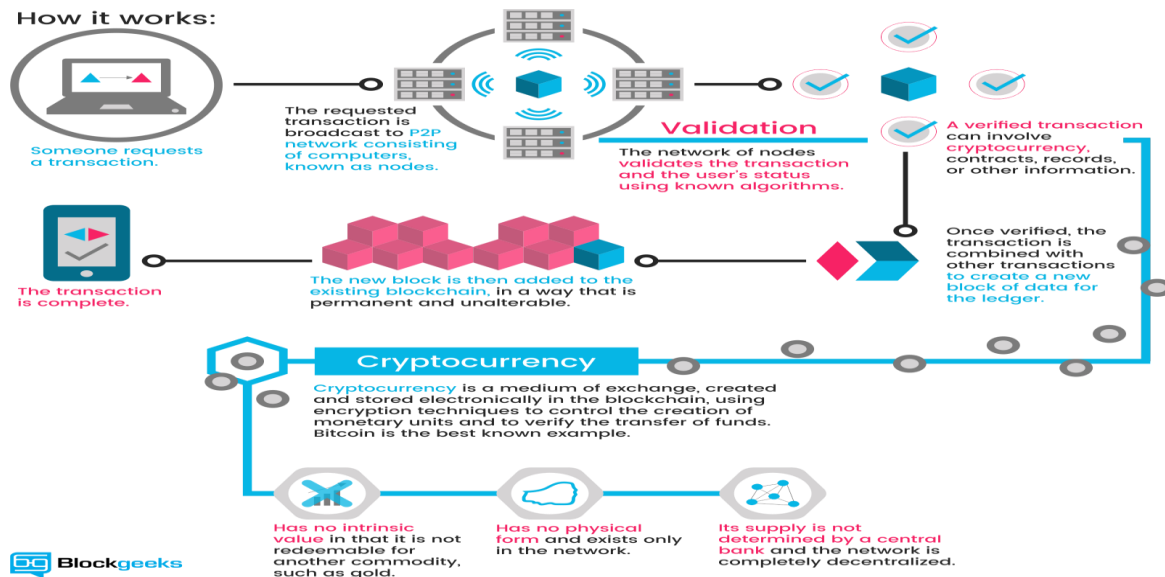 How it works:
Someone requests
a transaction.
The requested
transaction is
broadcast to P2P
network consisting
of computers,
known as nodes.
Validation
The network of nodes
validates the transaction
and the user's status
using known algorithms.
A verified transaction
can involve
cryptocurrency,
contracts, records,
or other information.
Once verified, the
transaction is
combined with
other transactions
to create a new
block of data for
the ledger.
The new block is then added to the
existing blockchain, in a way that is
permanent and unalterable.
The transaction
is complete.
Cryptocurrency
Cryptocurrency is a medium of exchange, created
and stored electronically in the blockchain, using
encryption techniques to control the creation of
monetary units and to verify the transfer of funds.
Bitcoin is the best known example.
Has no intrinsic
value in that it is not
redeemable for
another commodity,
such as gold.
Has no physical
form and exists only
in the network.
Its supply is not
determined by a central
bank and the network is
completely decentralized.
Blockgeeks